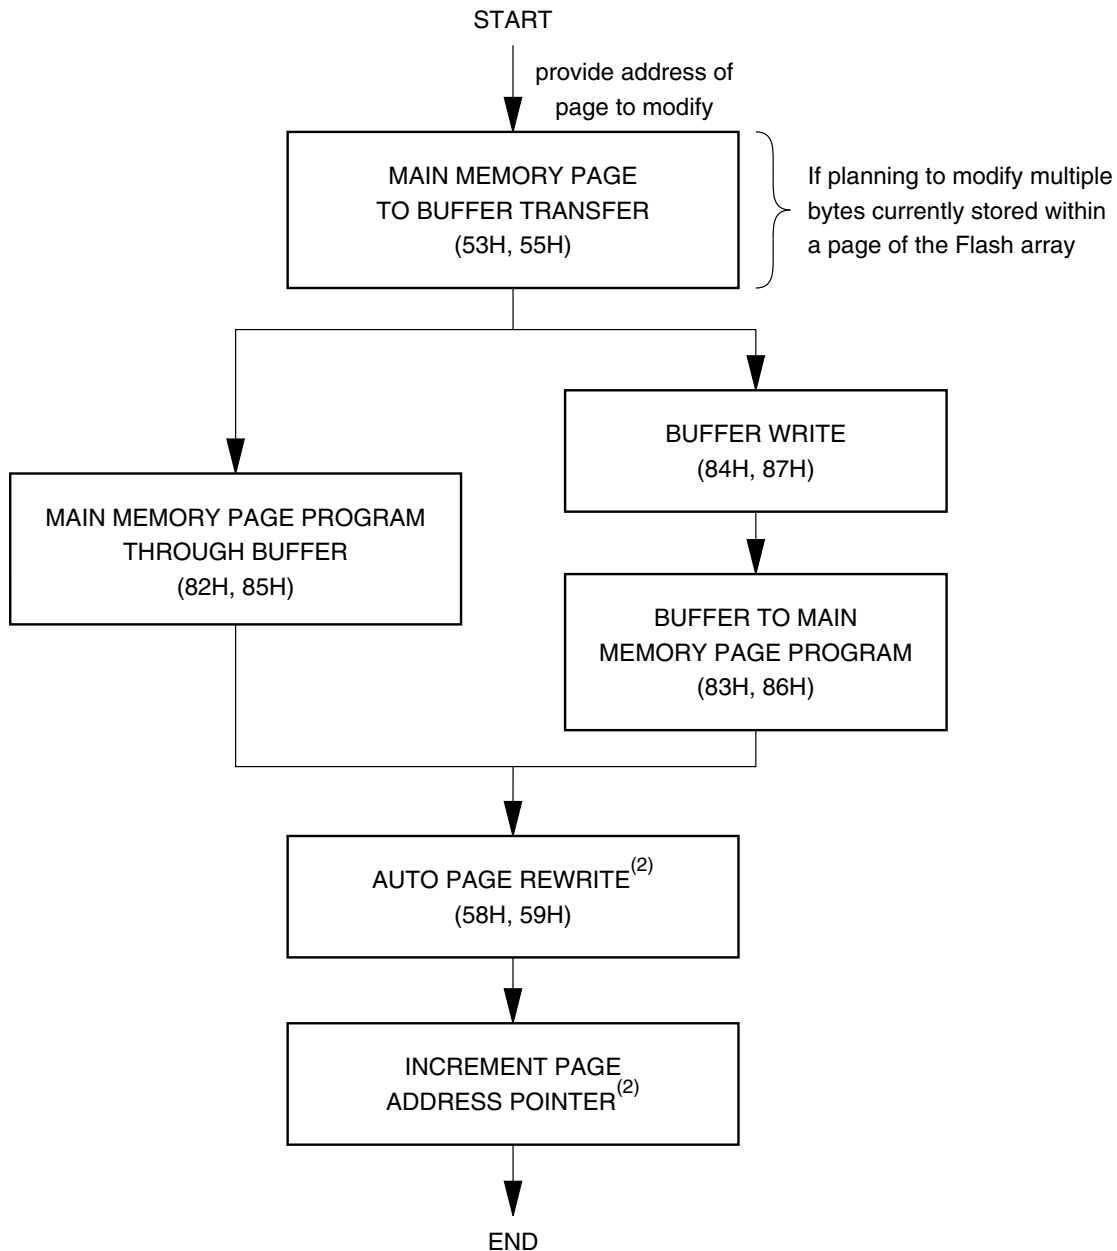 START
provide address of
page to modify
MAIN MEMORY PAGE
TO BUFFER TRANSFER
(53H, 55H)
If planning to modify multiple
bytes currently stored within
a page of the Flash array
BUFFER WRITE
(84H, 87H)
MAIN MEMORY PAGE PROGRAM
THROUGH BUFFER
(82H, 85H)
BUFFER TO MAIN
MEMORY PAGE PROGRAM
(83H, 86H)
AUTO PAGE REWRITE(2)
(58H, 59H)
INCREMENT PAGE
ADDRESS POINTER(2)
END